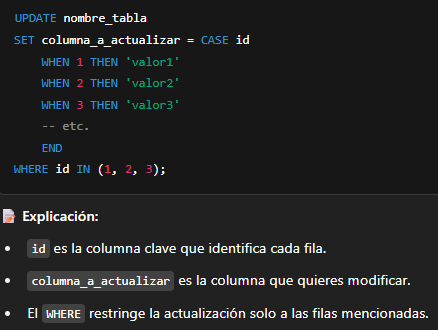 UPDATE nombre_tabla
SET columna_a_actualizar = CASE id
    WHEN 1 THEN 'valor1'
    WHEN 2 THEN 'valor2'
    WHEN 3 THEN 'valor3'
    -- etc.
    END
WHERE id IN (1, 2, 3);
📝 Explicación:
• id es la columna clave que identifica cada fila.
• columna_a_actualizar es la columna que quieres modificar.
• El WHERE restringe la actualización solo a las filas mencionadas.